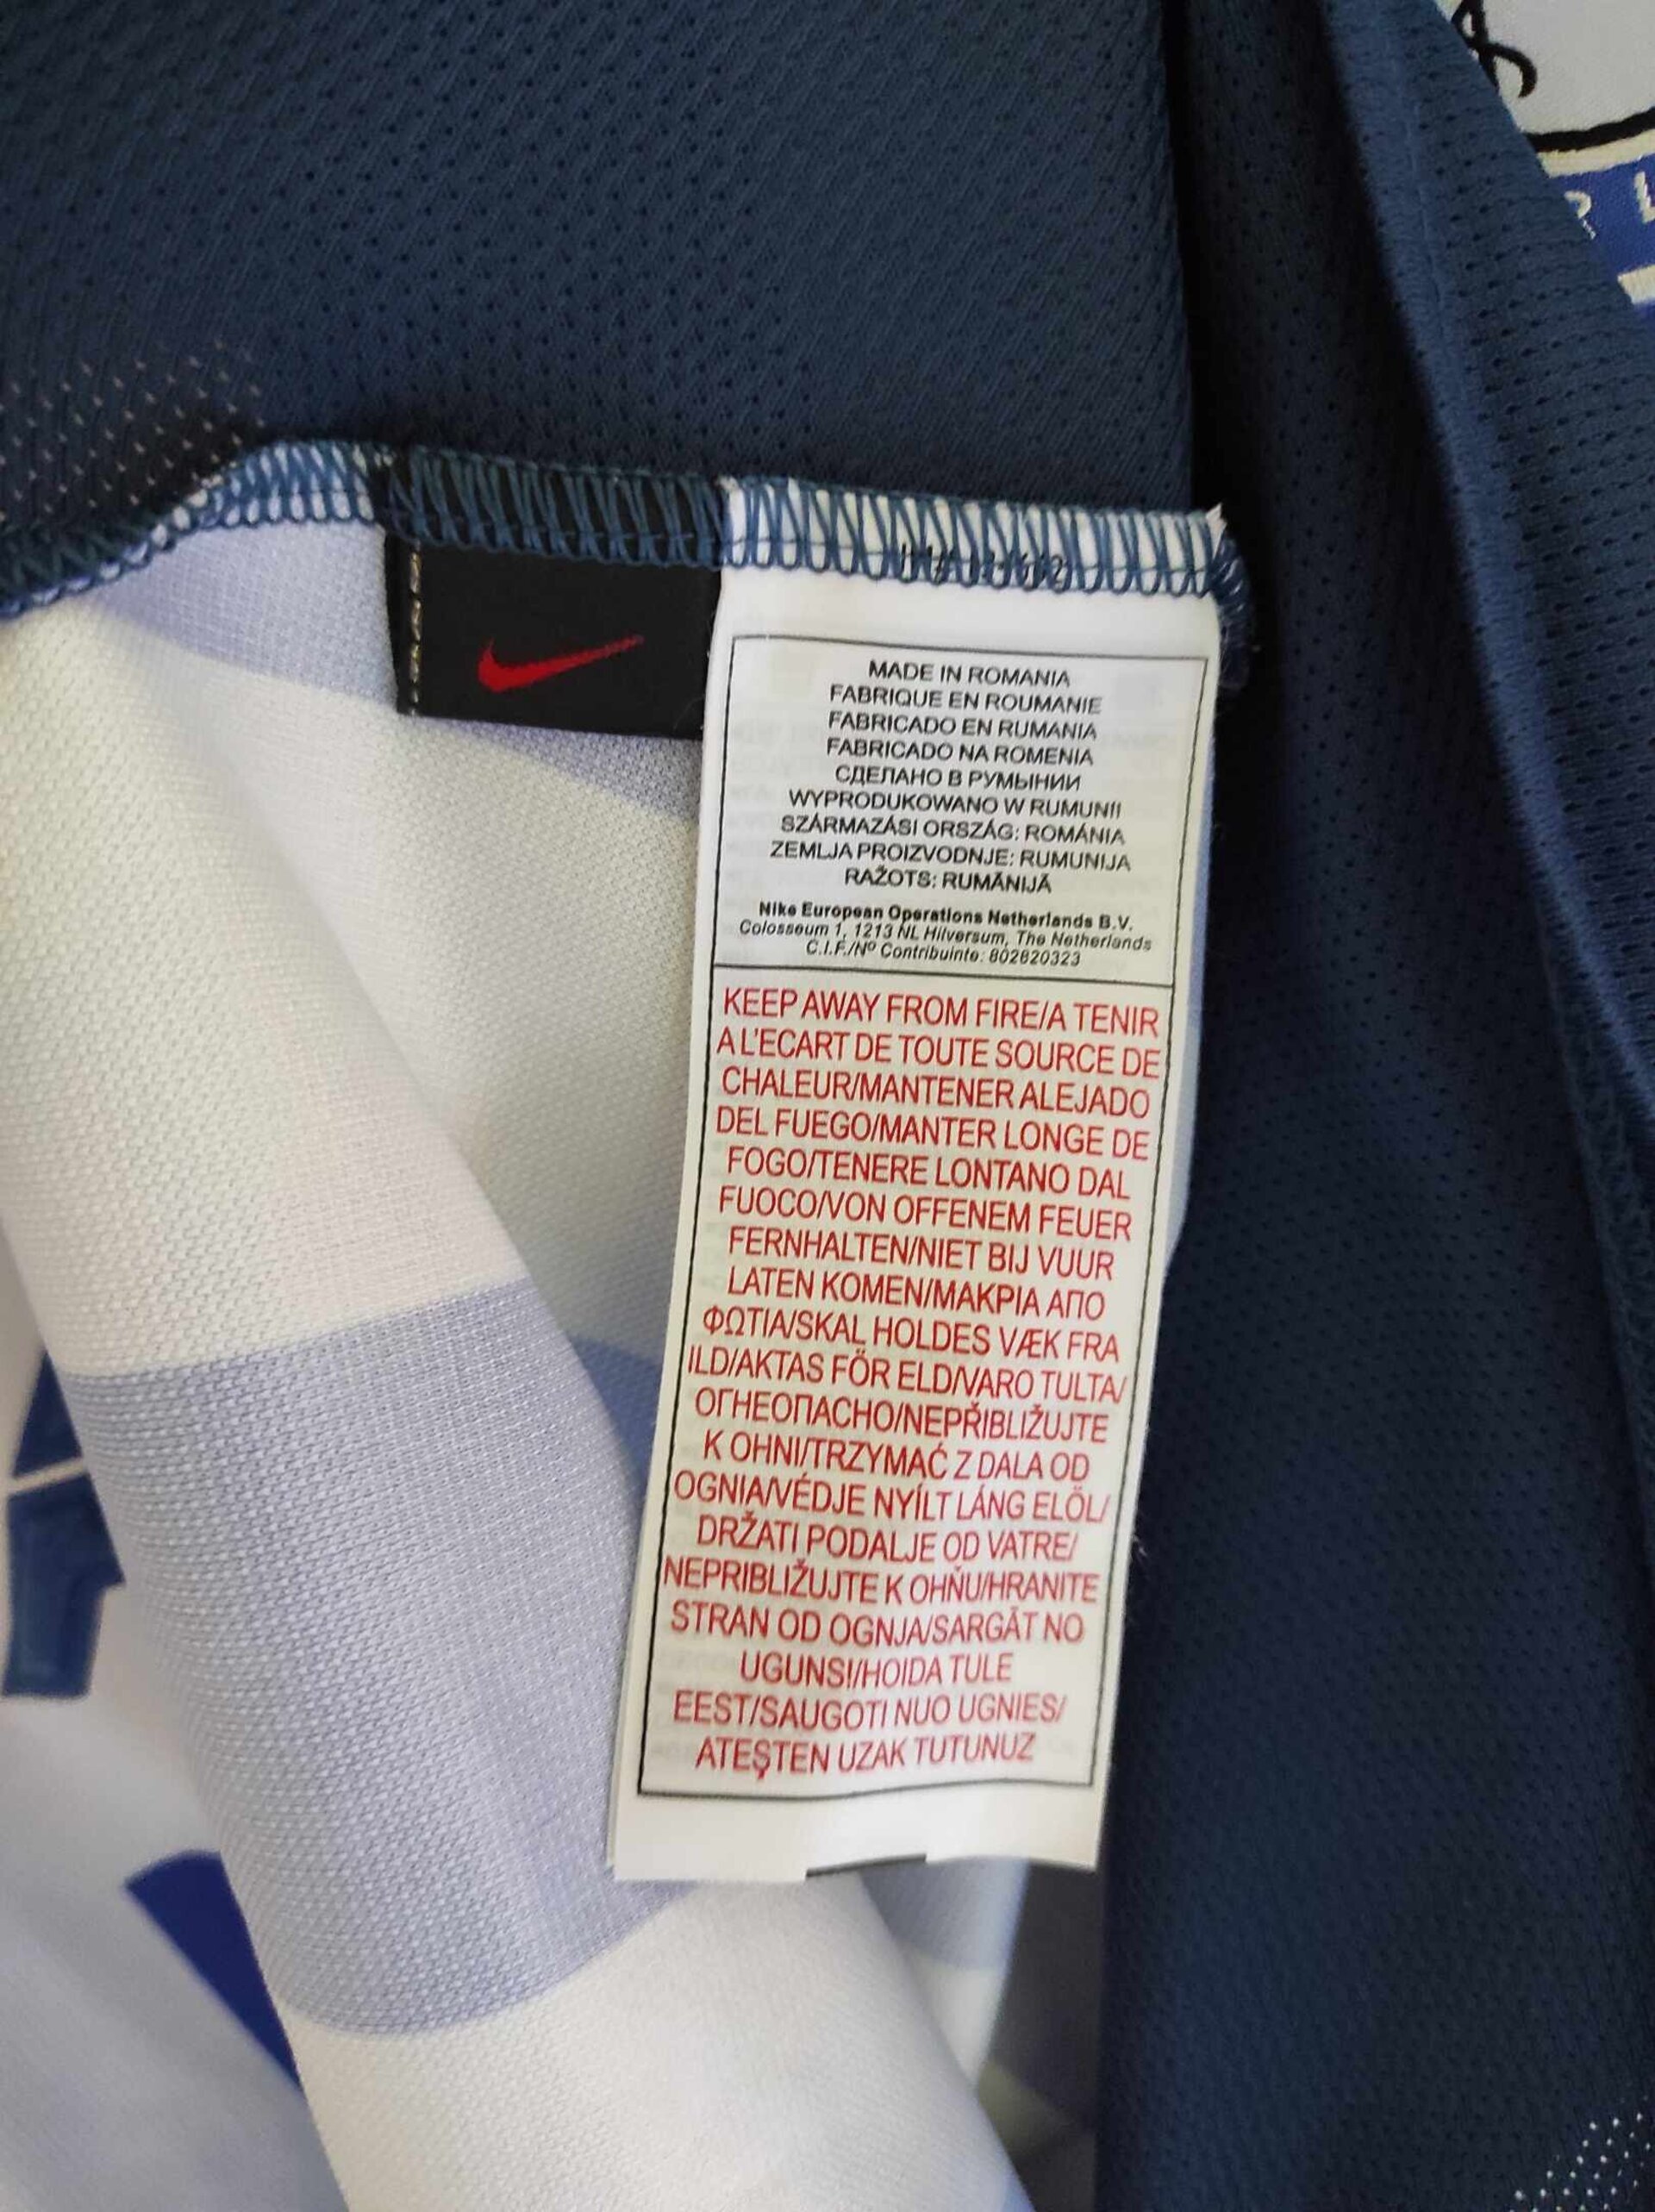 MADE IN ROMANIA
FABRIQUE EN ROUMANIE
FABRICADO EN RUMANIA
FABRICADO NA ROMENIA
СДЕЛАНО В РУМЫНИИ
WYPRODUKOWANO W RUMUNII
SZÁRMAZÁSI ORSZÁG: ROMÁNIA
ZEMLJA PROIZVODNJE: RUMUNIJA
RAŽOTS: RUMĀNIJĀ
Nike European Operations Netherlands B.V.
Colosseum 1, 1213 NL Hilversum, The Netherlands
C.I.F./Nº Contribuinte: 802820323
KEEP AWAY FROM FIRE/A TENIR
A L'ECART DE TOUTE SOURCE DE
CHALEUR/MANTENER ALEJADO
DEL FUEGO/MANTER LONGE DE
FOGO/TENERE LONTANO DAL
FUOCO/VON OFFENEM FEUER
FERNHALTEN/NIET BIJ VUUR
LATEN KOMEN/ΜΑΚΡΙΑ ΑΠΟ
ΦΩΤΙΑ/SKAL HOLDES VÆK FRA
ILD/AKTAS FÖR ELD/VARO TULTA/
ОГНЕОПАСНО/NEPŘIBLIŽUJTE
K OHNI/TRZYMAĆ Z DALA OD
OGNIA/VÉDJE NYÍLT LÁNG ELÖL/
DRŽATI PODALJE OD VATRE/
NEPRIBLIŽUJTE K OHŇU/HRANITE
STRAN OD OGNJA/SARGĀT NO
UGUNS!/HOIDA TULE
EEST/SAUGOTI NUO UGNIES/
ATEŞTEN UZAK TUTUNUZ